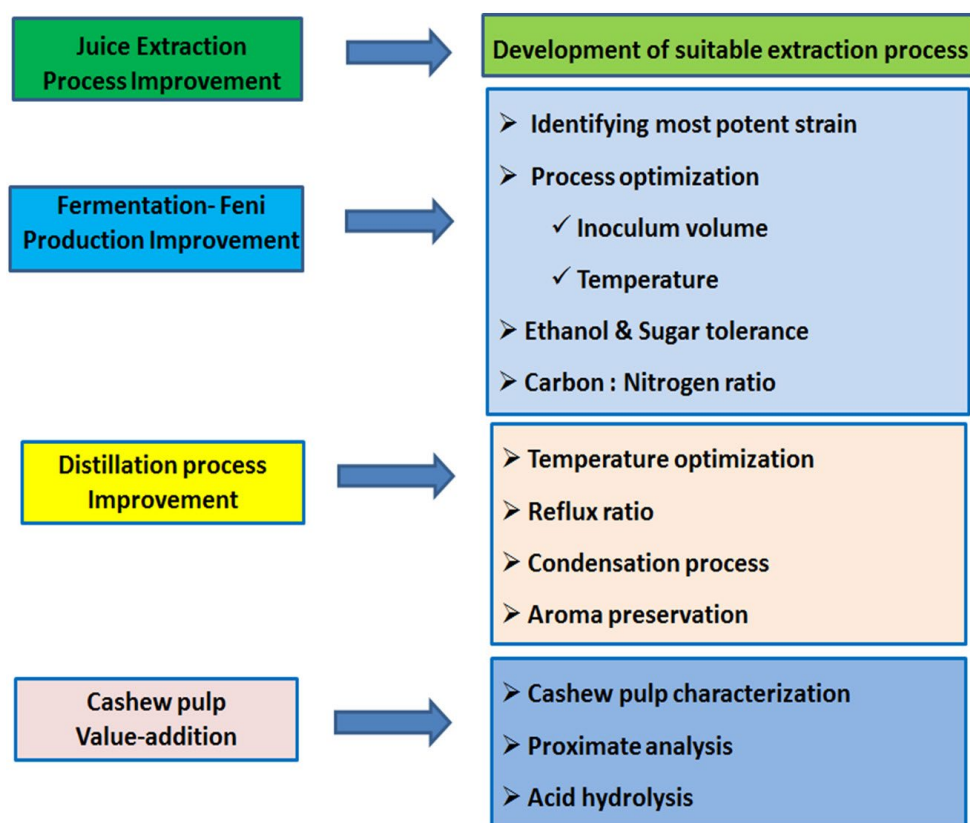 Juice Extraction
Process Improvement
Development of suitable extraction process
Fermentation- Feni
Production Improvement
➢ Identifying most potent strain
➢ Process optimization
✓ Inoculum volume
✓ Temperature
➢ Ethanol & Sugar tolerance
➢ Carbon : Nitrogen ratio
Distillation process
Improvement
➢ Temperature optimization
➢ Reflux ratio
➢ Condensation process
➢ Aroma preservation
Cashew pulp
Value-addition
➢ Cashew pulp characterization
➢ Proximate analysis
➢ Acid hydrolysis